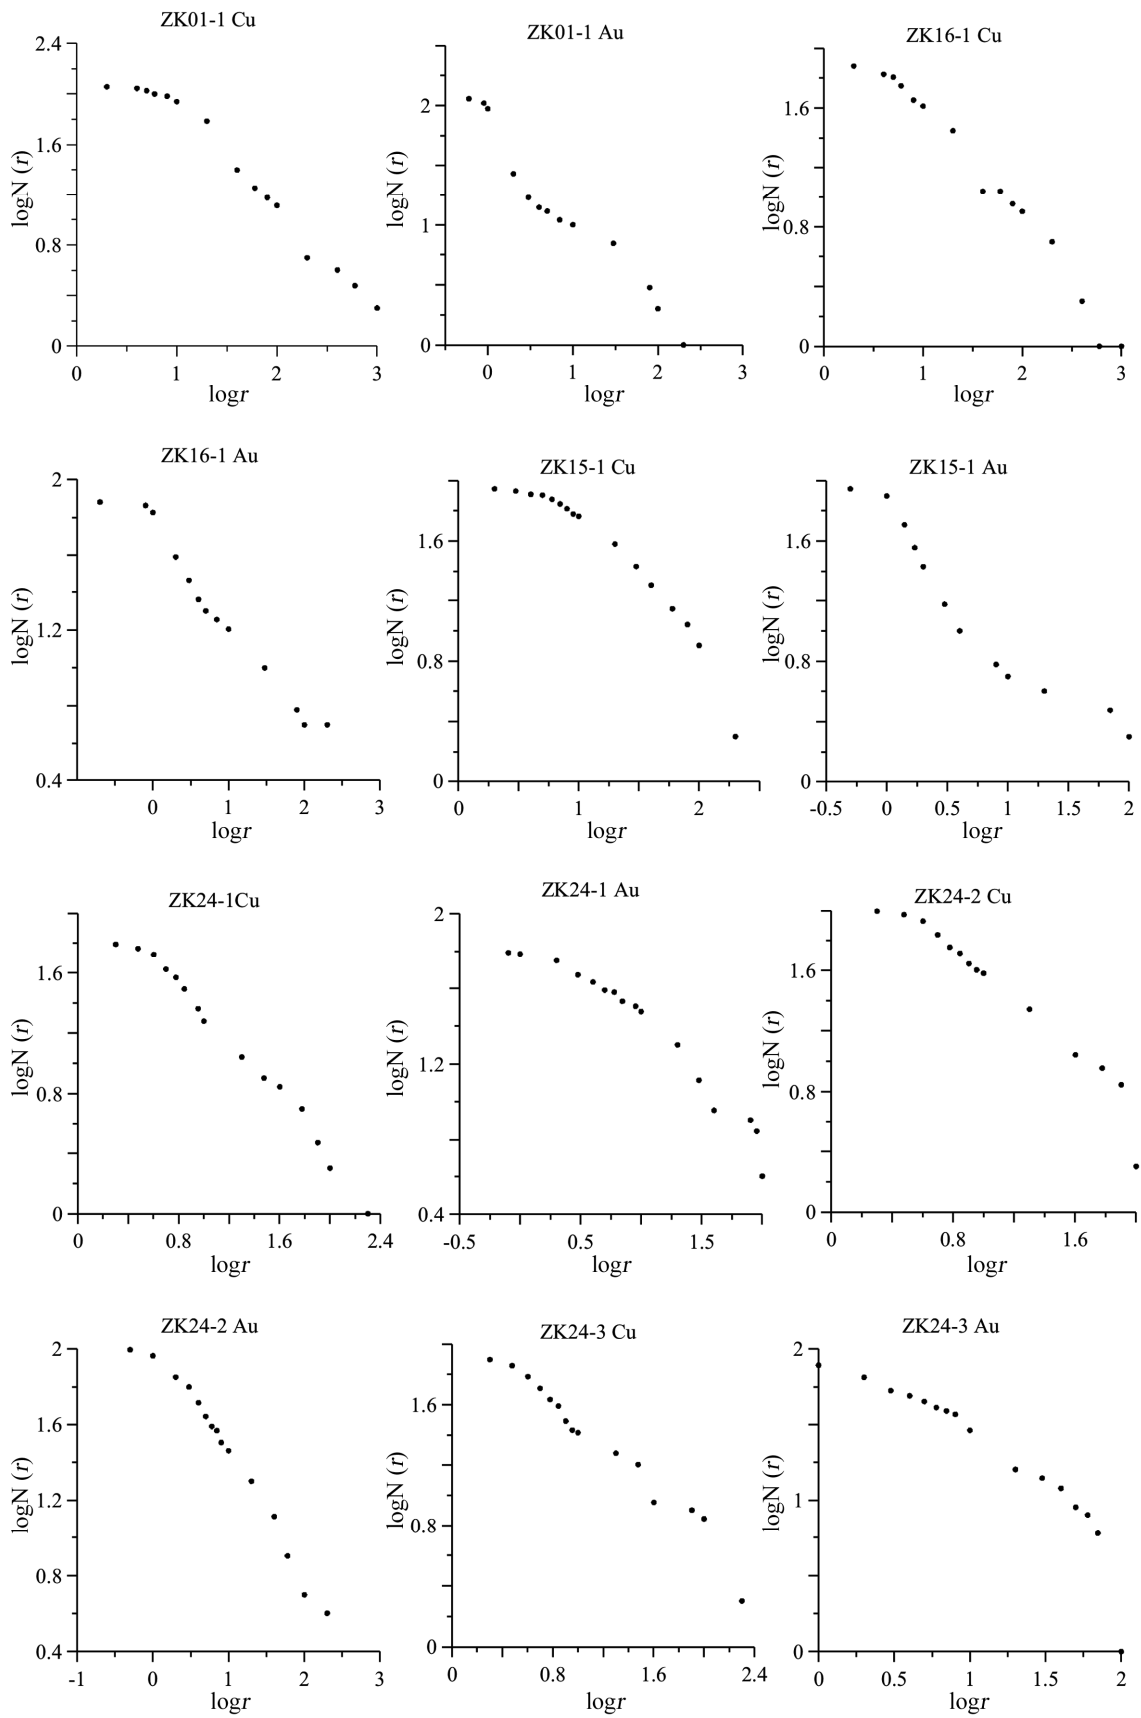 ZK01-1 Cu
2.4
1.6
0.8
0
logN (r)
0 1 2 3
logr
ZK01-1 Au
2
1
0
logN (r)
0 1 2 3
logr
ZK16-1 Cu
1.6
0.8
0
logN (r)
0 1 2 3
logr
ZK16-1 Au
2
1.2
0.4
logN (r)
0 1 2 3
logr
ZK15-1 Cu
1.6
0.8
0
logN (r)
0 1 2
logr
ZK15-1 Au
1.6
0.8
0
logN (r)
-0.5 0 0.5 1 1.5 2
logr
ZK24-1Cu
1.6
0.8
0
logN (r)
0 0.8 1.6 2.4
logr
ZK24-1 Au
2
1.2
0.4
logN (r)
-0.5 0.5 1.5
logr
ZK24-2 Cu
1.6
0.8
0
logN (r)
0 0.8 1.6
logr
ZK24-2 Au
2
1.6
1.2
0.8
0.4
logN (r)
-1 0 1 2 3
logr
ZK24-3 Cu
1.6
0.8
0
logN (r)
0 0.8 1.6 2.4
logr
ZK24-3 Au
2
1
0
logN (r)
0 0.5 1 1.5 2
logr